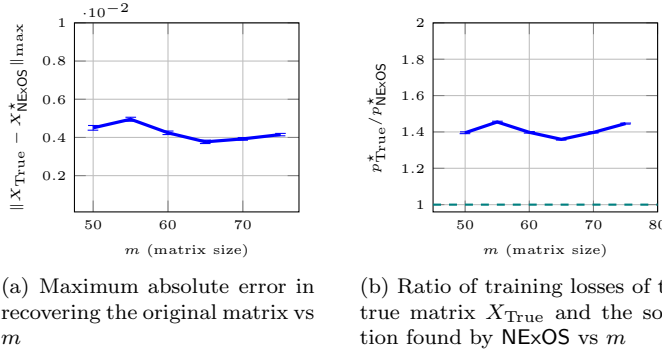 ·10⁻²
1
0.8
0.6
0.4
0.2
50 60 70
m (matrix size)
‖X_True − X*_NExOS‖_max
2
1.8
1.6
1.4
1.2
1
50 60 70 80
m (matrix size)
p*_True/p*_NExOS
(a) Maximum absolute error in
recovering the original matrix vs
m
(b) Ratio of training losses of
true matrix X_True and the so
tion found by NExOS vs m